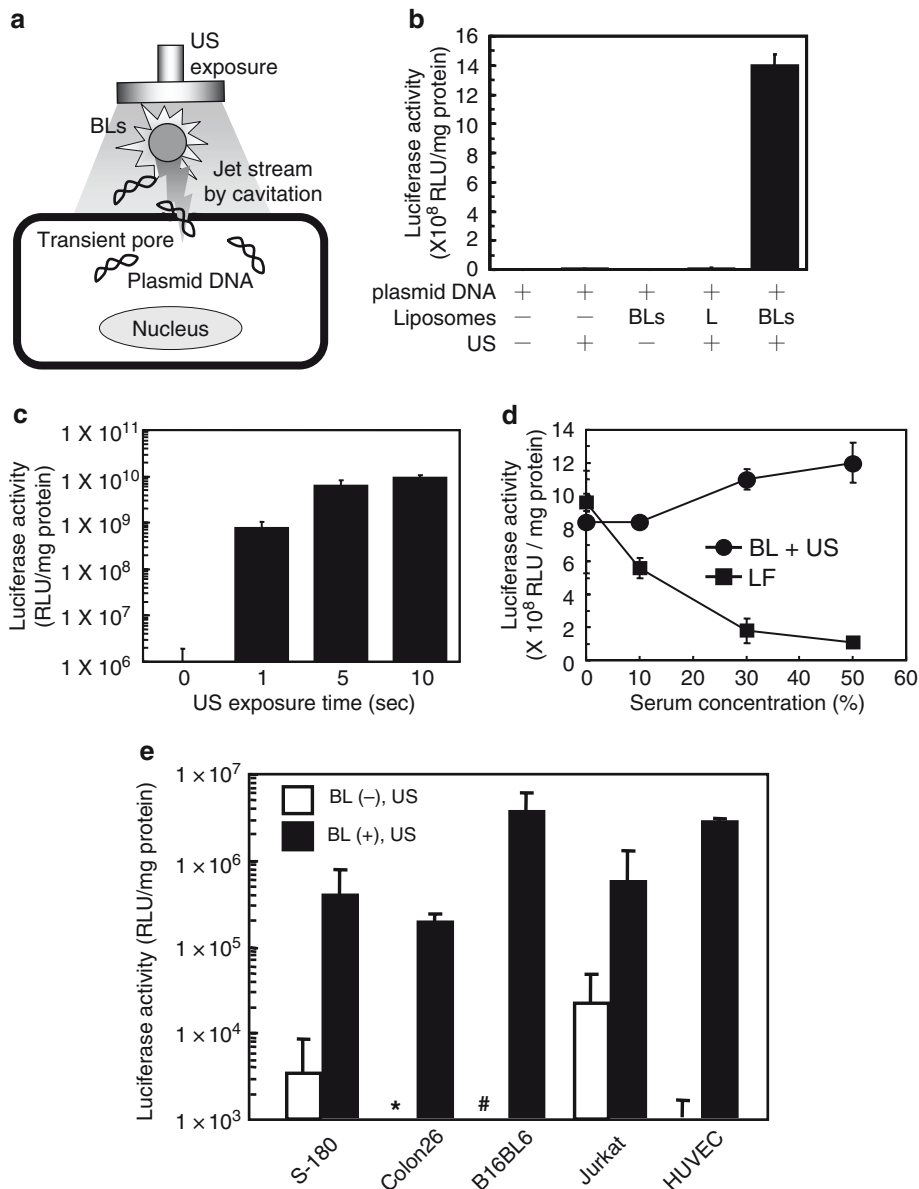 a
US
exposure
BLs
Jet stream
by cavitation
Transient pore
Plasmid DNA
Nucleus
b
Luciferase activity
(X10⁸ RLU/mg protein)
16
14
12
10
8
6
4
2
0
plasmid DNA + + + + +
Liposomes − − BLs L BLs
US − + − + +
c
Luciferase activity
(RLU/mg protein)
1 X 10¹¹
1 X 10¹⁰
1 X 10⁹
1 X 10⁸
1 X 10⁷
1 X 10⁶
0 1 5 10
US exposure time (sec)
d
Luciferase activity
(X 10⁸ RLU / mg protein)
14
12
10
8
6
4
2
0
BL + US
LF
0 10 20 30 40 50 60
Serum concentration (%)
e
Luciferase activity (RLU/mg protein)
1 × 10⁷
1 × 10⁶
1 × 10⁵
1 × 10⁴
1 × 10³
BL (–), US
BL (+), US
* #
S-180 Colon26 B16BL6 Jurkat HUVEC